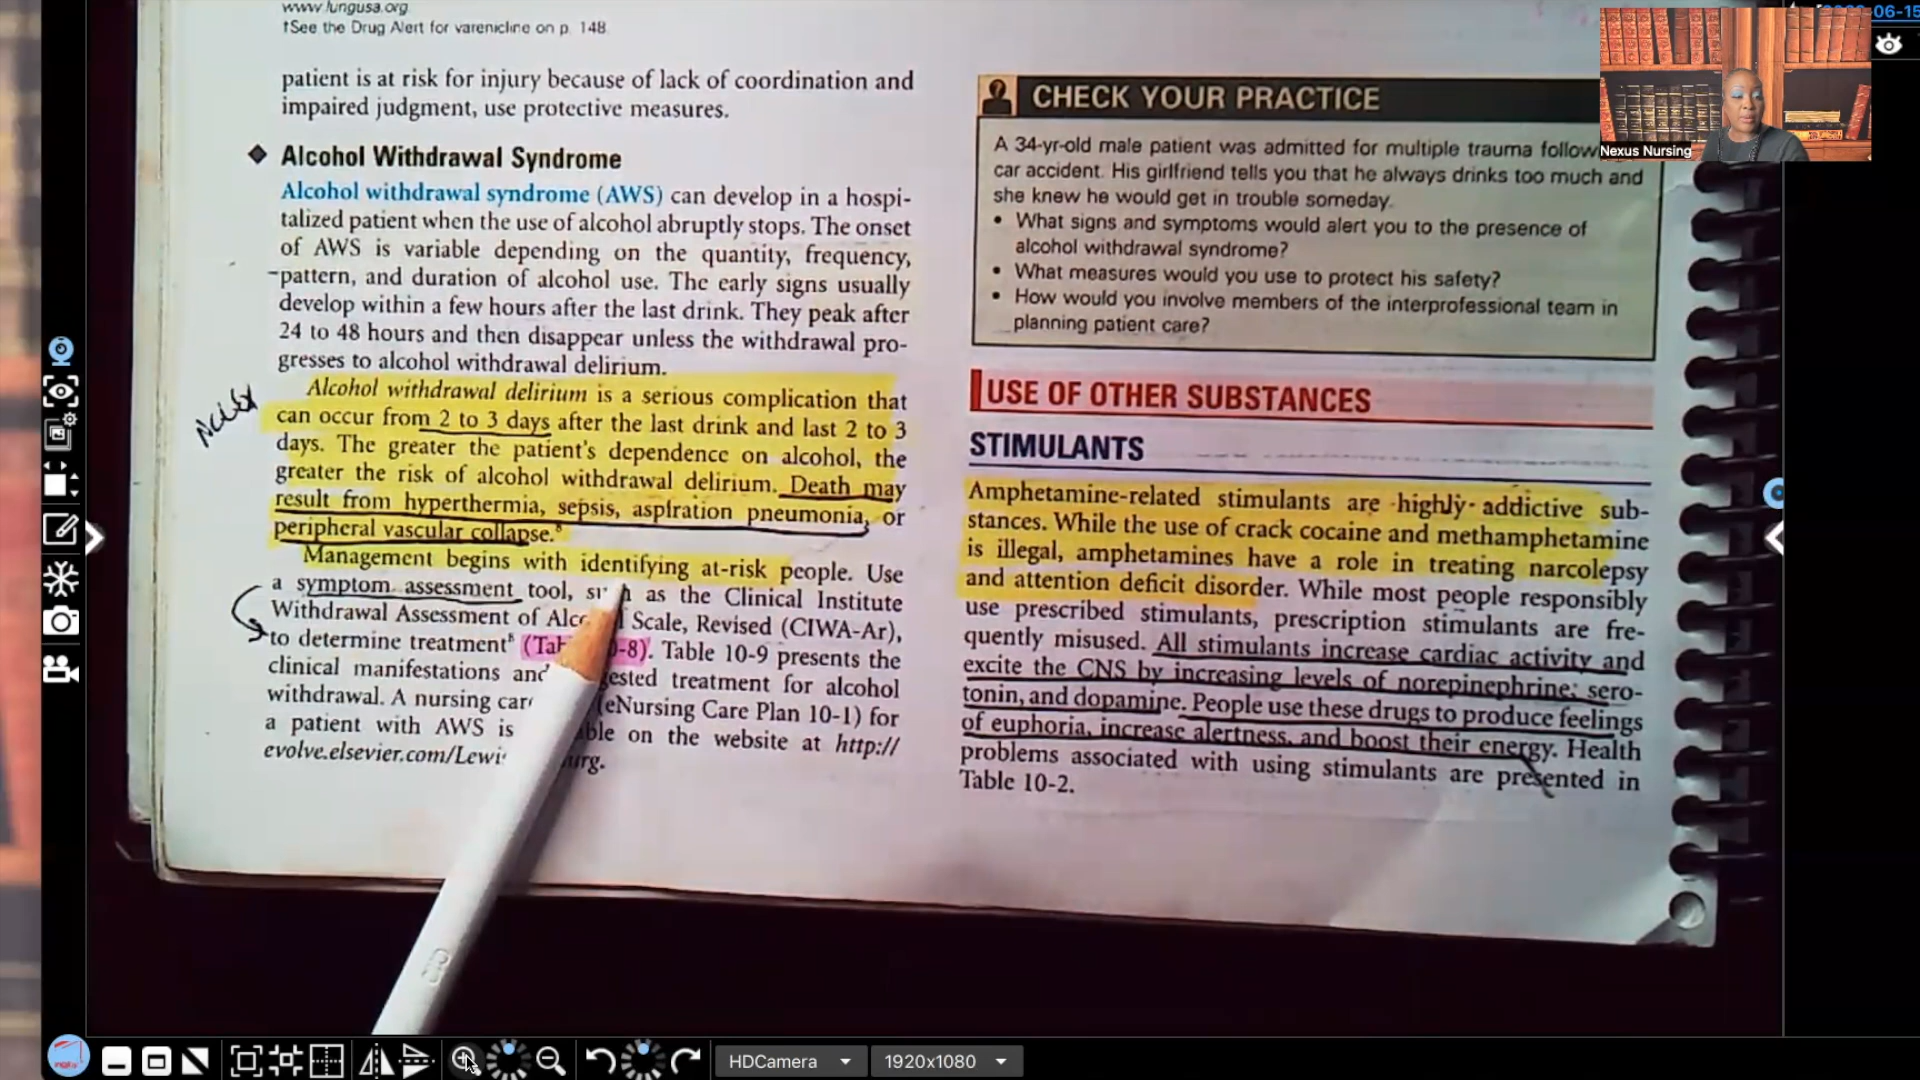 www.lungusa.org
†See the Drug Alert for varenicline on p. 148.
patient is at risk for injury because of lack of coordination and
impaired judgment, use protective measures.
◆ Alcohol Withdrawal Syndrome
Alcohol withdrawal syndrome (AWS) can develop in a hospi-
talized patient when the use of alcohol abruptly stops. The onset
of AWS is variable depending on the quantity, frequency,
pattern, and duration of alcohol use. The early signs usually
develop within a few hours after the last drink. They peak after
24 to 48 hours and then disappear unless the withdrawal pro-
gresses to alcohol withdrawal delirium.
Alcohol withdrawal delirium is a serious complication that
can occur from 2 to 3 days after the last drink and last 2 to 3
days. The greater the patient's dependence on alcohol, the
greater the risk of alcohol withdrawal delirium. Death may
result from hyperthermia, sepsis, aspiration pneumonia, or
peripheral vascular collapse.⁸
Management begins with identifying at-risk people. Use
a symptom assessment tool, as the Clinical Institute
Withdrawal Assessment of Scale, Revised (CIWA-Ar),
to determine treatment⁸ Table 10-9 presents the
clinical manifestations and treatment for alcohol
withdrawal. A nursing (eNursing Care Plan 10-1) for
a patient with AWS is on the website at http://
evolve.elsevier.com/
CHECK YOUR PRACTICE
A 34-yr-old male patient was admitted for multiple trauma
car accident. His girlfriend tells you that he always drinks too much and
she knew he would get in trouble someday.
• What signs and symptoms would alert you to the presence of
alcohol withdrawal syndrome?
• What measures would you use to protect his safety?
• How would you involve members of the interprofessional team in
planning patient care?
USE OF OTHER SUBSTANCES
STIMULANTS
Amphetamine-related stimulants are highly addictive sub-
stances. While the use of crack cocaine and methamphetamine
is illegal, amphetamines have a role in treating narcolepsy
and attention deficit disorder. While most people responsibly
use prescribed stimulants, prescription stimulants are fre-
quently misused. All stimulants increase cardiac activity and
excite the CNS by increasing levels of norepinephrine, sero-
tonin, and dopamine. People use these drugs to produce feelings
of euphoria, increase alertness, and boost their energy. Health
problems associated with using stimulants are presented in
Table 10-2.
Nexus Nursing
HDCamera
1920x1080